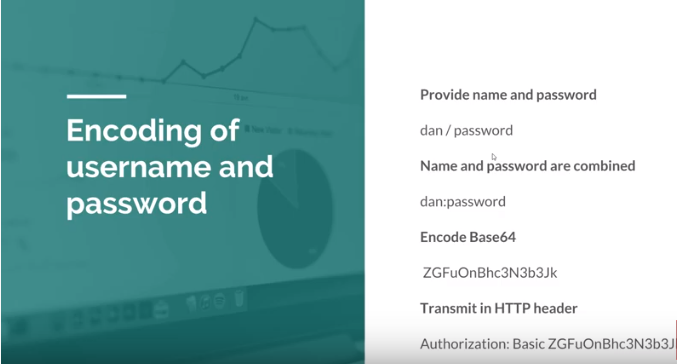 Encoding of
username and
password
Provide name and password
dan / password
Name and password are combined
dan:password
Encode Base64
ZGFuOnBhc3N3b3Jk
Transmit in HTTP header
Authorization: Basic ZGFuOnBhc3N3b3J